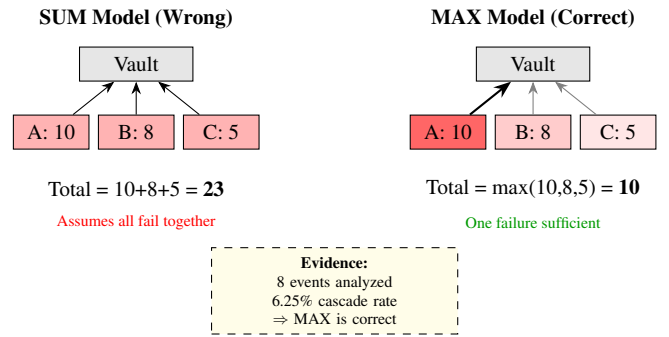 SUM Model (Wrong)
Vault
A: 10
B: 8
C: 5
Total = 10+8+5 = 23
Assumes all fail together
MAX Model (Correct)
Vault
A: 10
B: 8
C: 5
Total = max(10,8,5) = 10
One failure sufficient
Evidence:
8 events analyzed
6.25% cascade rate
⇒ MAX is correct